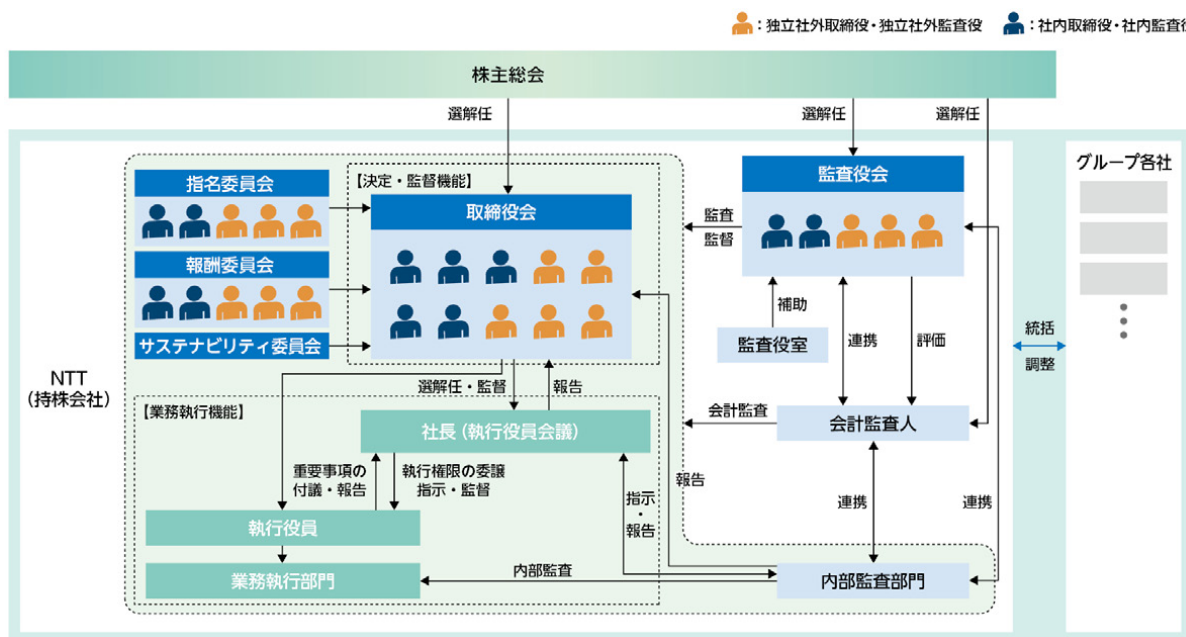 ：独立社外取締役・独立社外監査役
：社内取締役・社内監査役
株主総会
選解任
選解任
選解任
NTT
（持株会社）
指名委員会
報酬委員会
サステナビリティ委員会
【決定・監督機能】
取締役会
監査
監督
監査役会
補助
監査役室
連携
評価
グループ各社
統括
調整
選解任・監督
報告
【業務執行機能】
社長（執行役員会議）
会計監査
会計監査人
重要事項の
付議・報告
執行権限の委譲
指示・監督
指示
・
報告
報告
連携
連携
執行役員
業務執行部門
内部監査
内部監査部門